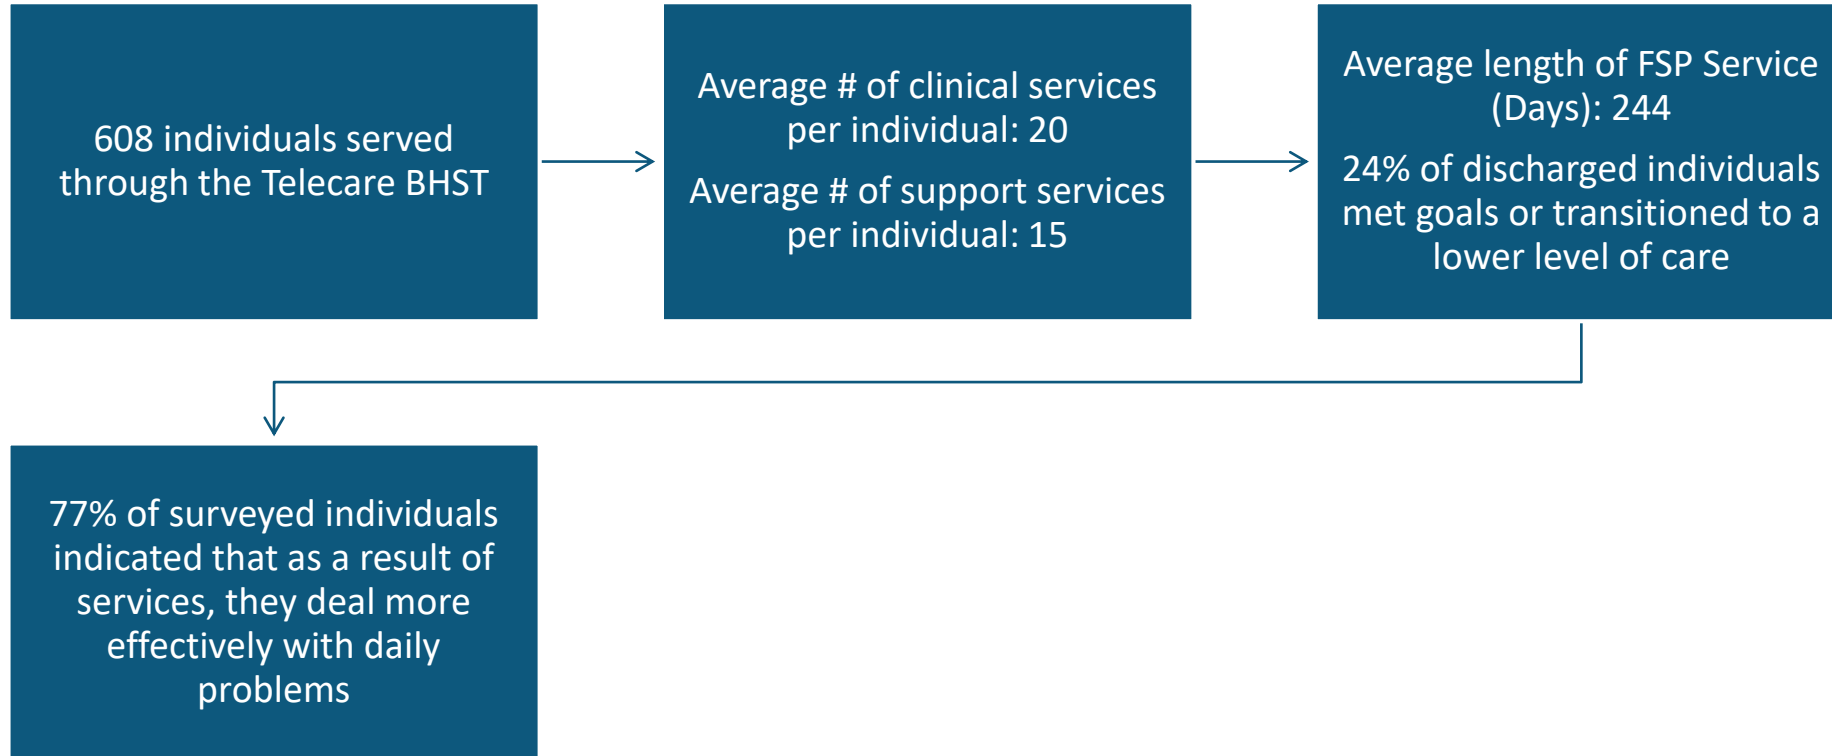 608 individuals served
through the Telecare BHST
Average # of clinical services
per individual: 20
Average # of support services
per individual: 15
Average length of FSP Service
(Days): 244
24% of discharged individuals
met goals or transitioned to a
lower level of care
77% of surveyed individuals
indicated that as a result of
services, they deal more
effectively with daily
problems